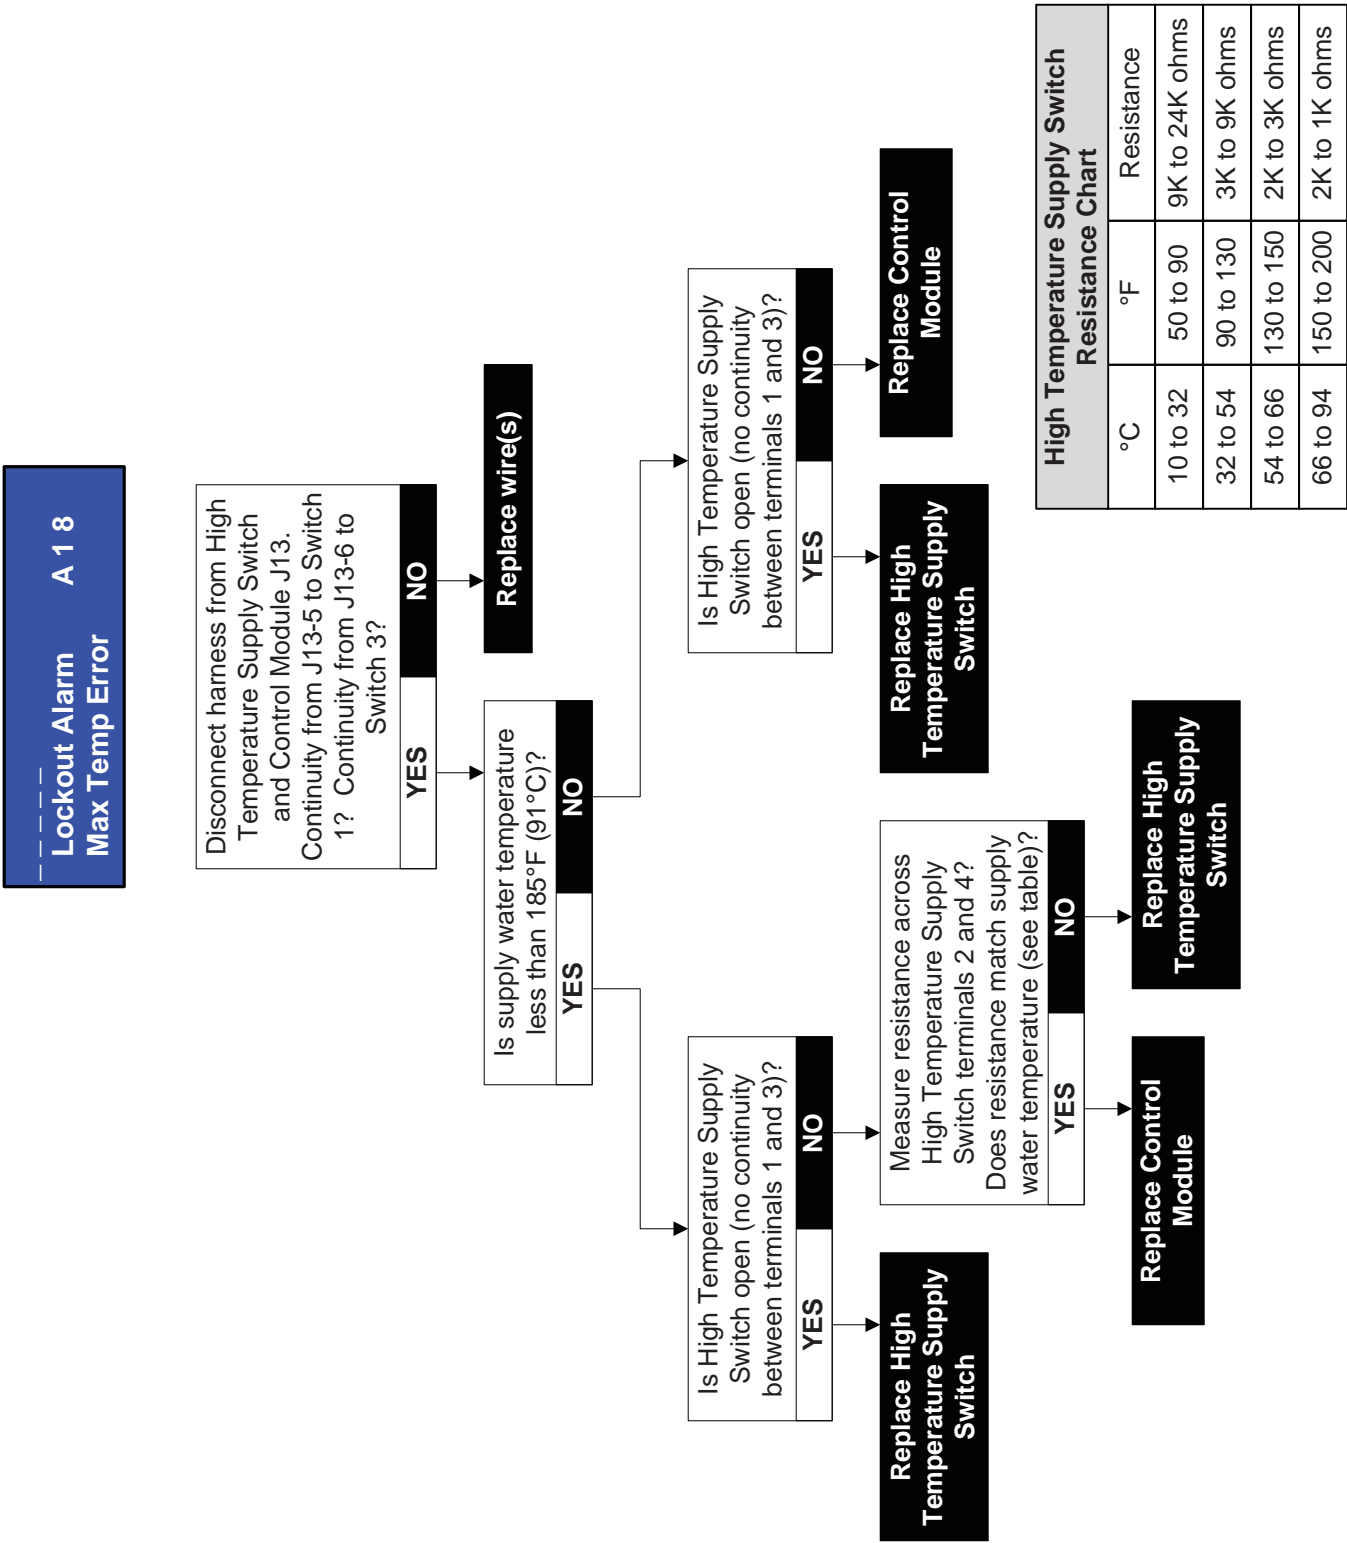 _ _ _ _ _
Lockout Alarm A 1 8
Max Temp Error
Disconnect harness from High
Temperature Supply Switch
and Control Module J13.
Continuity from J13-5 to Switch
1? Continuity from J13-6 to
Switch 3?
YES NO
Replace wire(s)
Is supply water temperature
less than 185°F (91°C)?
YES NO
Is High Temperature Supply
Switch open (no continuity
between terminals 1 and 3)?
YES NO
Replace High
Temperature Supply
Switch
Measure resistance across
High Temperature Supply
Switch terminals 2 and 4?
Does resistance match supply
water temperature (see table)?
YES NO
Replace Control
Module
Replace High
Temperature Supply
Switch
Is High Temperature Supply
Switch open (no continuity
between terminals 1 and 3)?
YES NO
Replace High
Temperature Supply
Switch
Replace Control
Module
High Temperature Supply Switch
Resistance Chart
°C °F Resistance
10 to 32 50 to 90 9K to 24K ohms
32 to 54 90 to 130 3K to 9K ohms
54 to 66 130 to 150 2K to 3K ohms
66 to 94 150 to 200 2K to 1K ohms